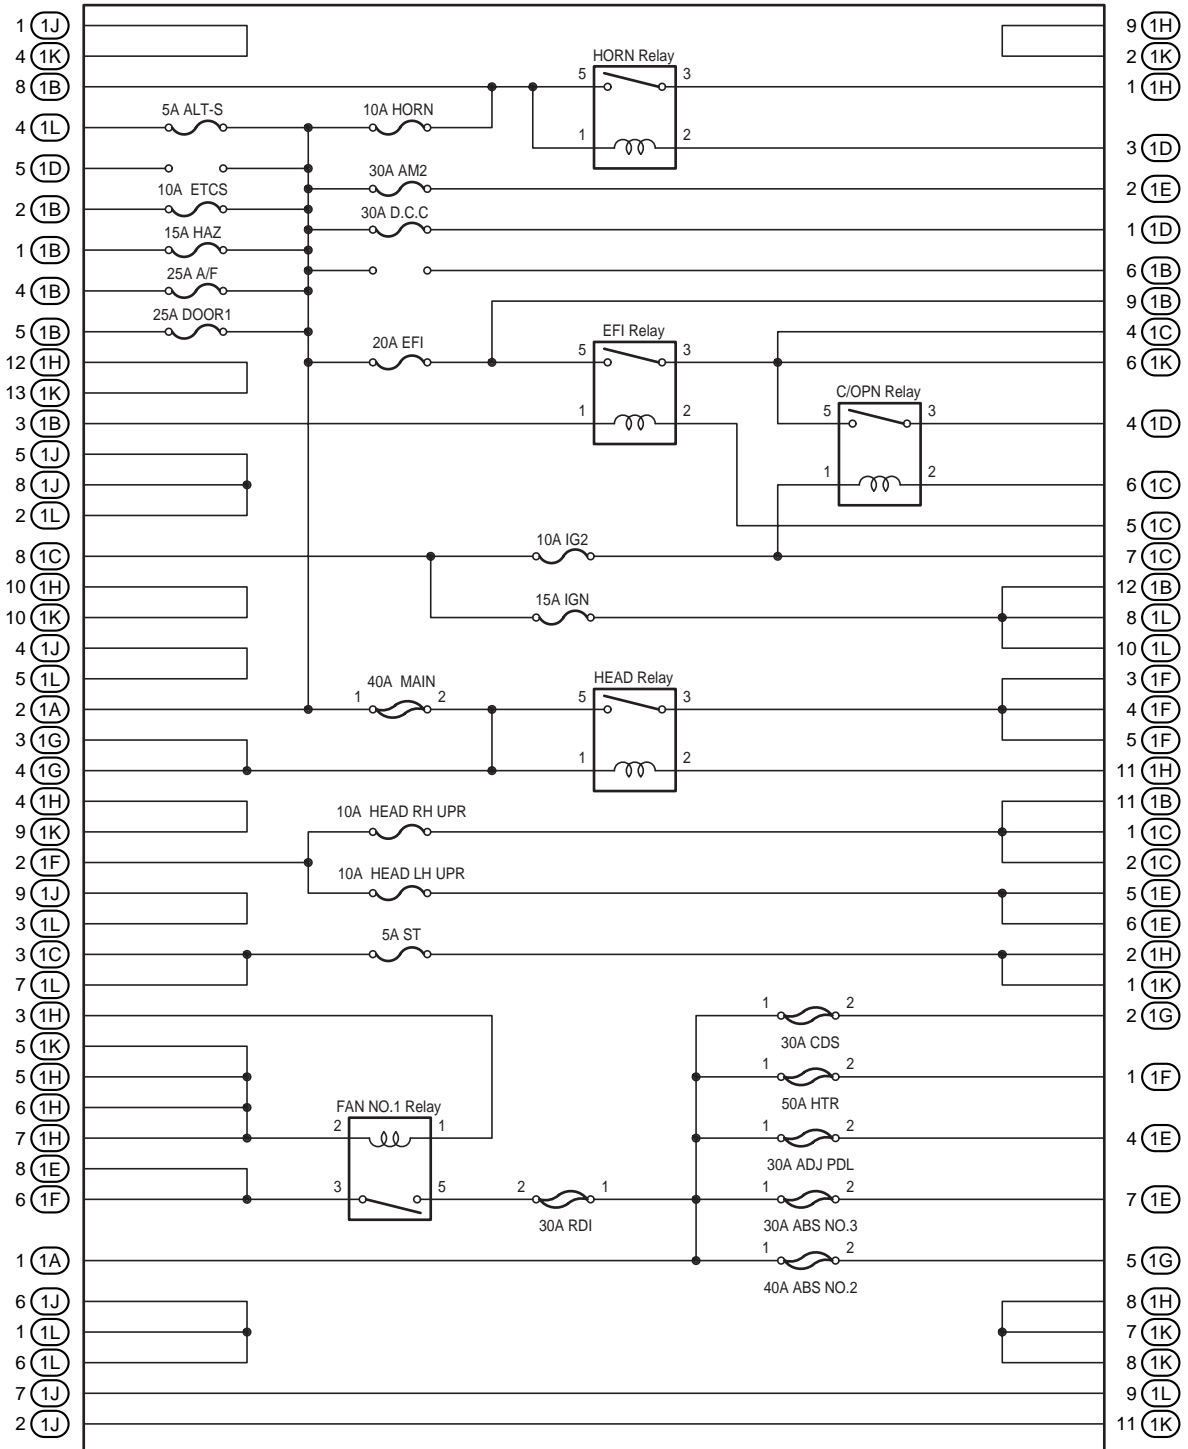 1 1J 9 1H
4 1K HORN Relay 2 1K
8 1B 5 3 1 1H
5A ALT-S 10A HORN
4 1L 1 2 3 1D
5 1D 30A AM2
10A ETCS 2 1E
2 1B 30A D.C.C
15A HAZ 1 1D
1 1B
25A A/F 6 1B
4 1B 9 1B
25A DOOR1 EFI Relay
5 1B 20A EFI 4 1C
12 1H 5 3 6 1K
13 1K C/OPN Relay
3 1B 1 2 5 3 4 1D
5 1J
8 1J 1 2 6 1C
2 1L 5 1C
10A IG2
8 1C 7 1C
10 1H 15A IGN 12 1B
10 1K 8 1L
4 1J 10 1L
5 1L 40A MAIN HEAD Relay 3 1F
2 1A 1 2 5 3 4 1F
3 1G 5 1F
4 1G 1 2 11 1H
4 1H 10A HEAD RH UPR 11 1B
9 1K 1 1C
2 1F 10A HEAD LH UPR 2 1C
9 1J 5 1E
3 1L 5A ST 6 1E
3 1C 2 1H
7 1L 1 1K
3 1H 1 2 2 1G
5 1K 30A CDS
5 1H 1 2 1 1F
6 1H FAN NO.1 Relay 50A HTR
7 1H 2 1 1 2 4 1E
8 1E 30A ADJ PDL
6 1F 3 5 2 1 1 2 7 1E
30A RDI 30A ABS NO.3
1 1A 1 2 5 1G
40A ABS NO.2
6 1J 8 1H
1 1L 7 1K
6 1L 8 1K
7 1J 9 1L
2 1J 11 1K